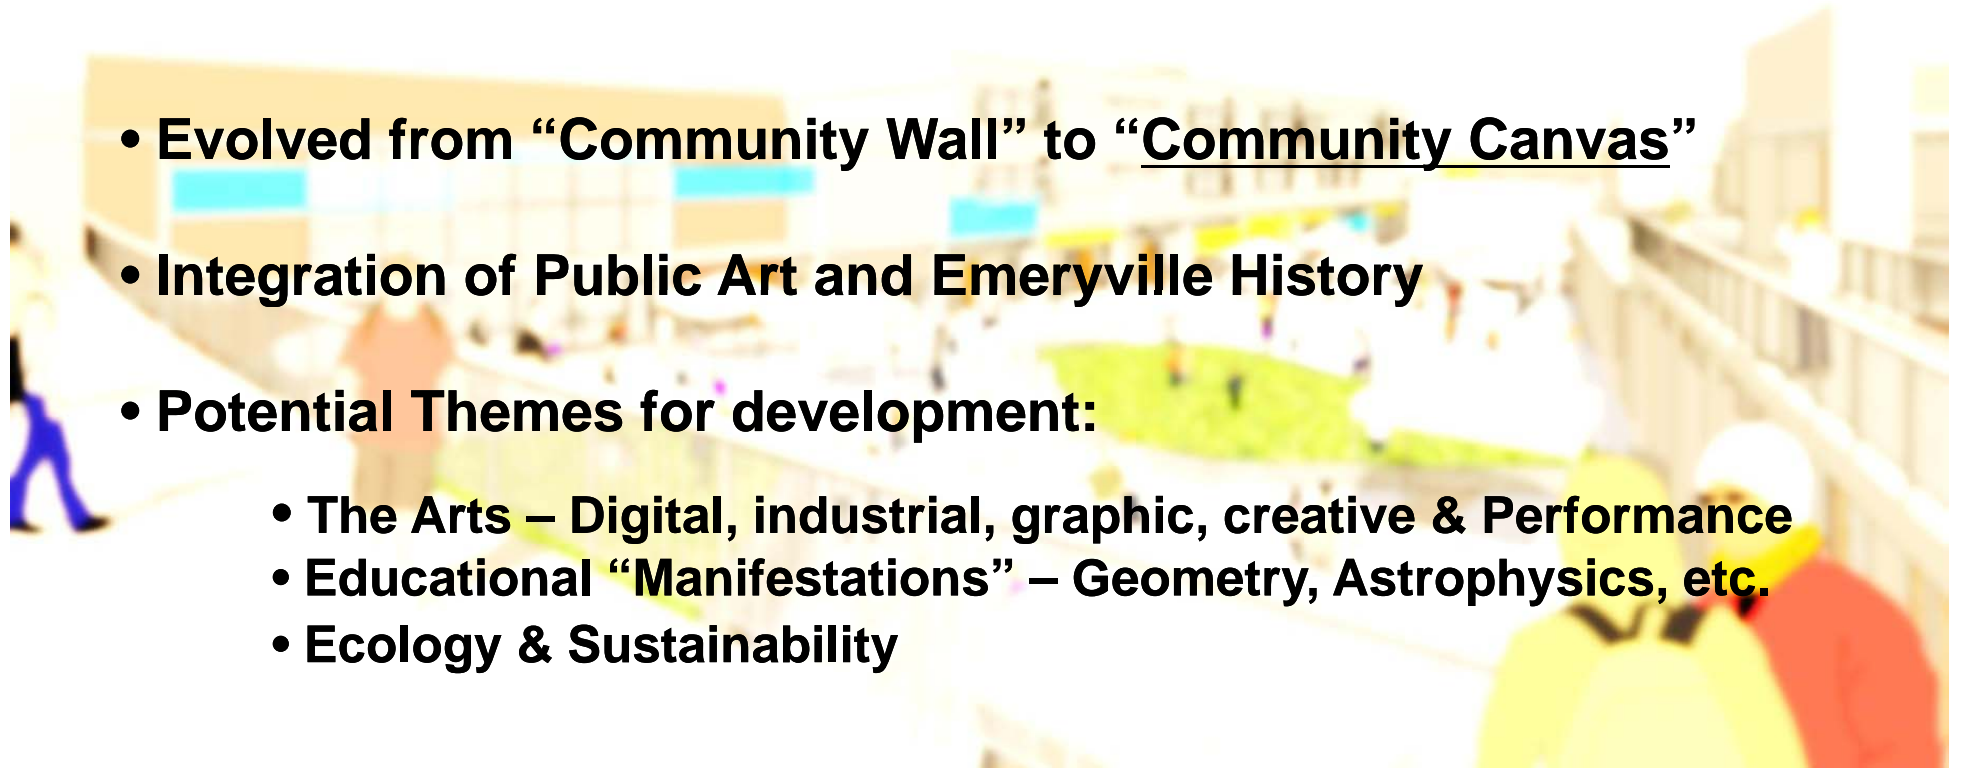 • Evolved from “Community Wall” to “Community Canvas”
• Integration of Public Art and Emeryville History
• Potential Themes for development:
• The Arts – Digital, industrial, graphic, creative & Performance
• Educational “Manifestations” – Geometry, Astrophysics, etc.
• Ecology & Sustainability